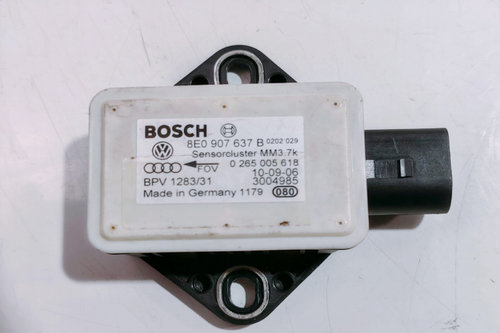 BOSCH
8E0 907 637 B 0202 029
Sensorcluster MM3.7k
FOV 0 265 005 618
10-09-06
BPV 1283/31 3004985
Made in Germany 1179 080